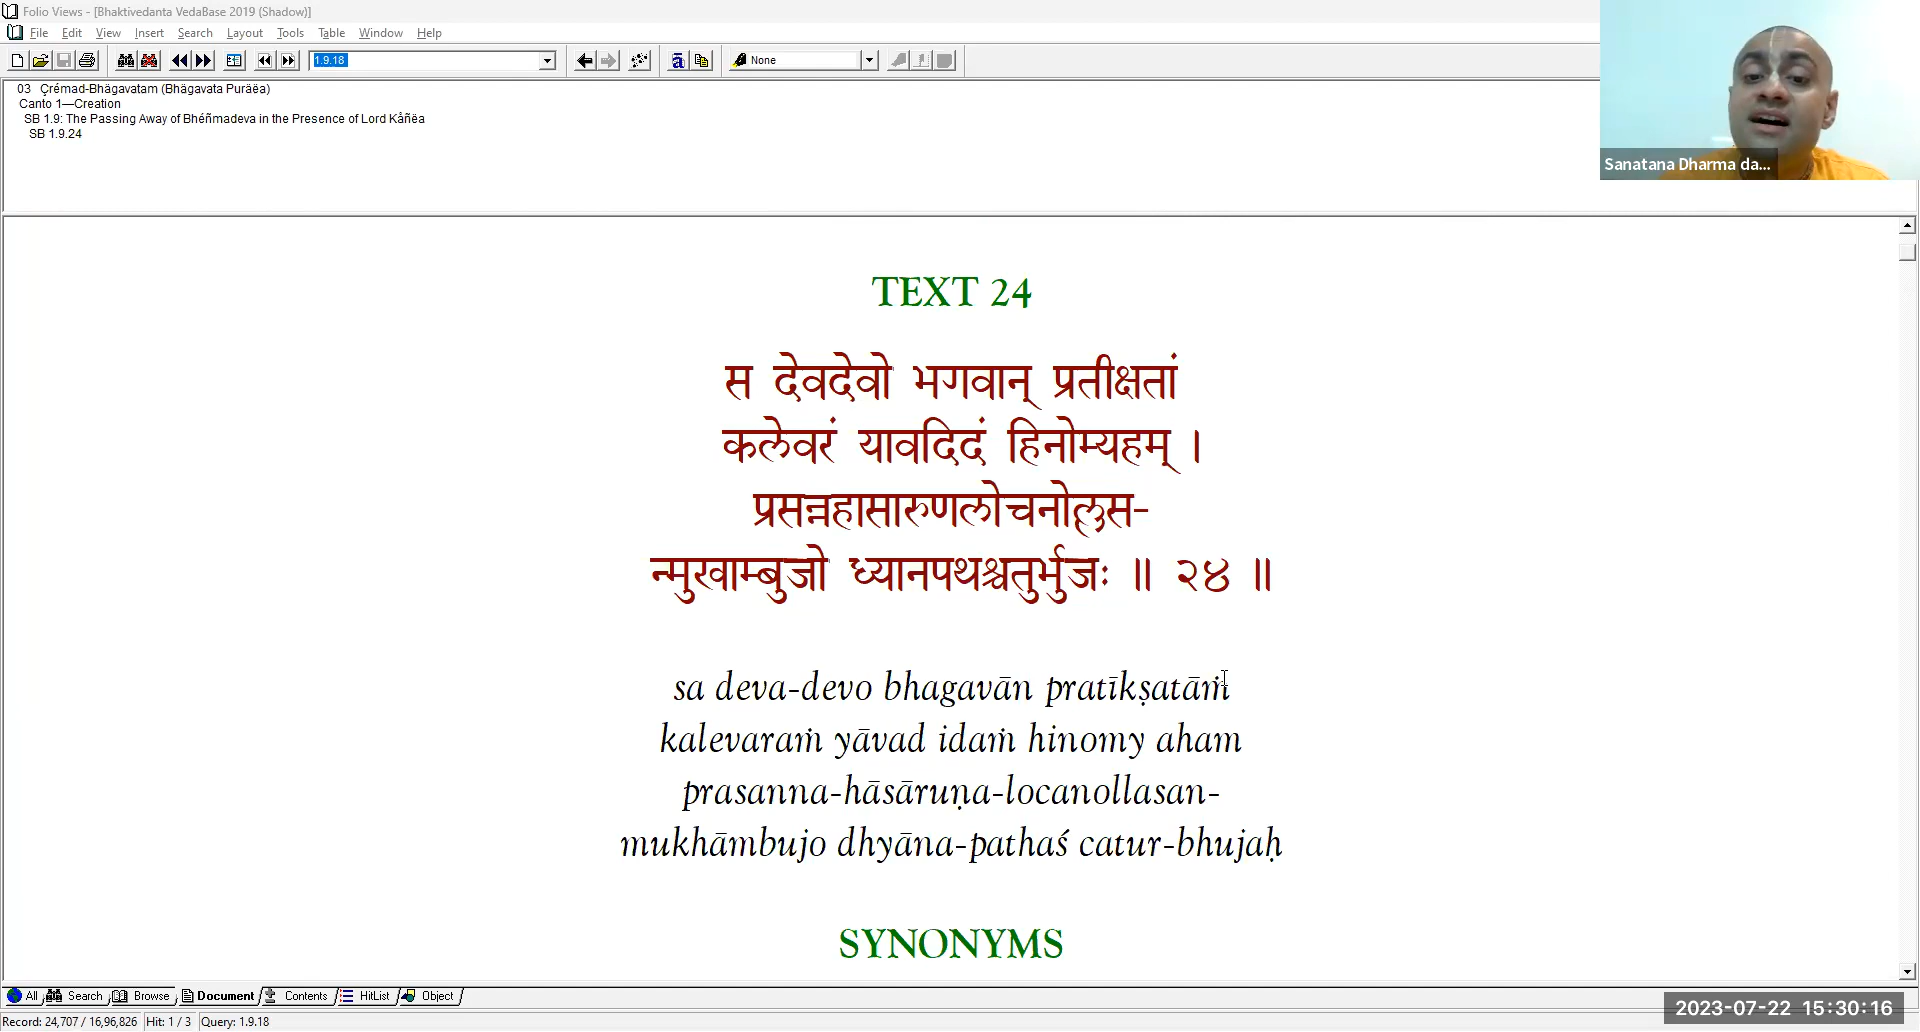 Folio Views - [Bhaktivedanta VedaBase 2019 (Shadow)]
File Edit View Insert Search Layout Tools Table Window Help
1.9.18 None
03 Çrémad-Bhägavatam (Bhägavata Puräëa)
Canto 1—Creation
SB 1.9: The Passing Away of Bhéñmadeva in the Presence of Lord Kåñëa
SB 1.9.24
Sanatana Dharma da...
TEXT 24
स देवदेवो भगवान् प्रतीक्षतां
कलेवरं यावदिदं हिनोम्यहम् ।
प्रसन्नहासारुणलोचनोल्लस-
न्मुखाम्बुजो ध्यानपथश्चतुर्भुजः ॥ २४ ॥
sa deva-devo bhagavān pratīkṣatāṁ
kalevaraṁ yāvad idaṁ hinomy aham
prasanna-hāsāruṇa-locanollasan-
mukhāmbujo dhyāna-pathaś catur-bhujaḥ
SYNONYMS
All Search Browse Document Contents HitList Object
Record: 24,707 / 16,96,826 Hit: 1 / 3 Query: 1.9.18
2023-07-22 15:30:16